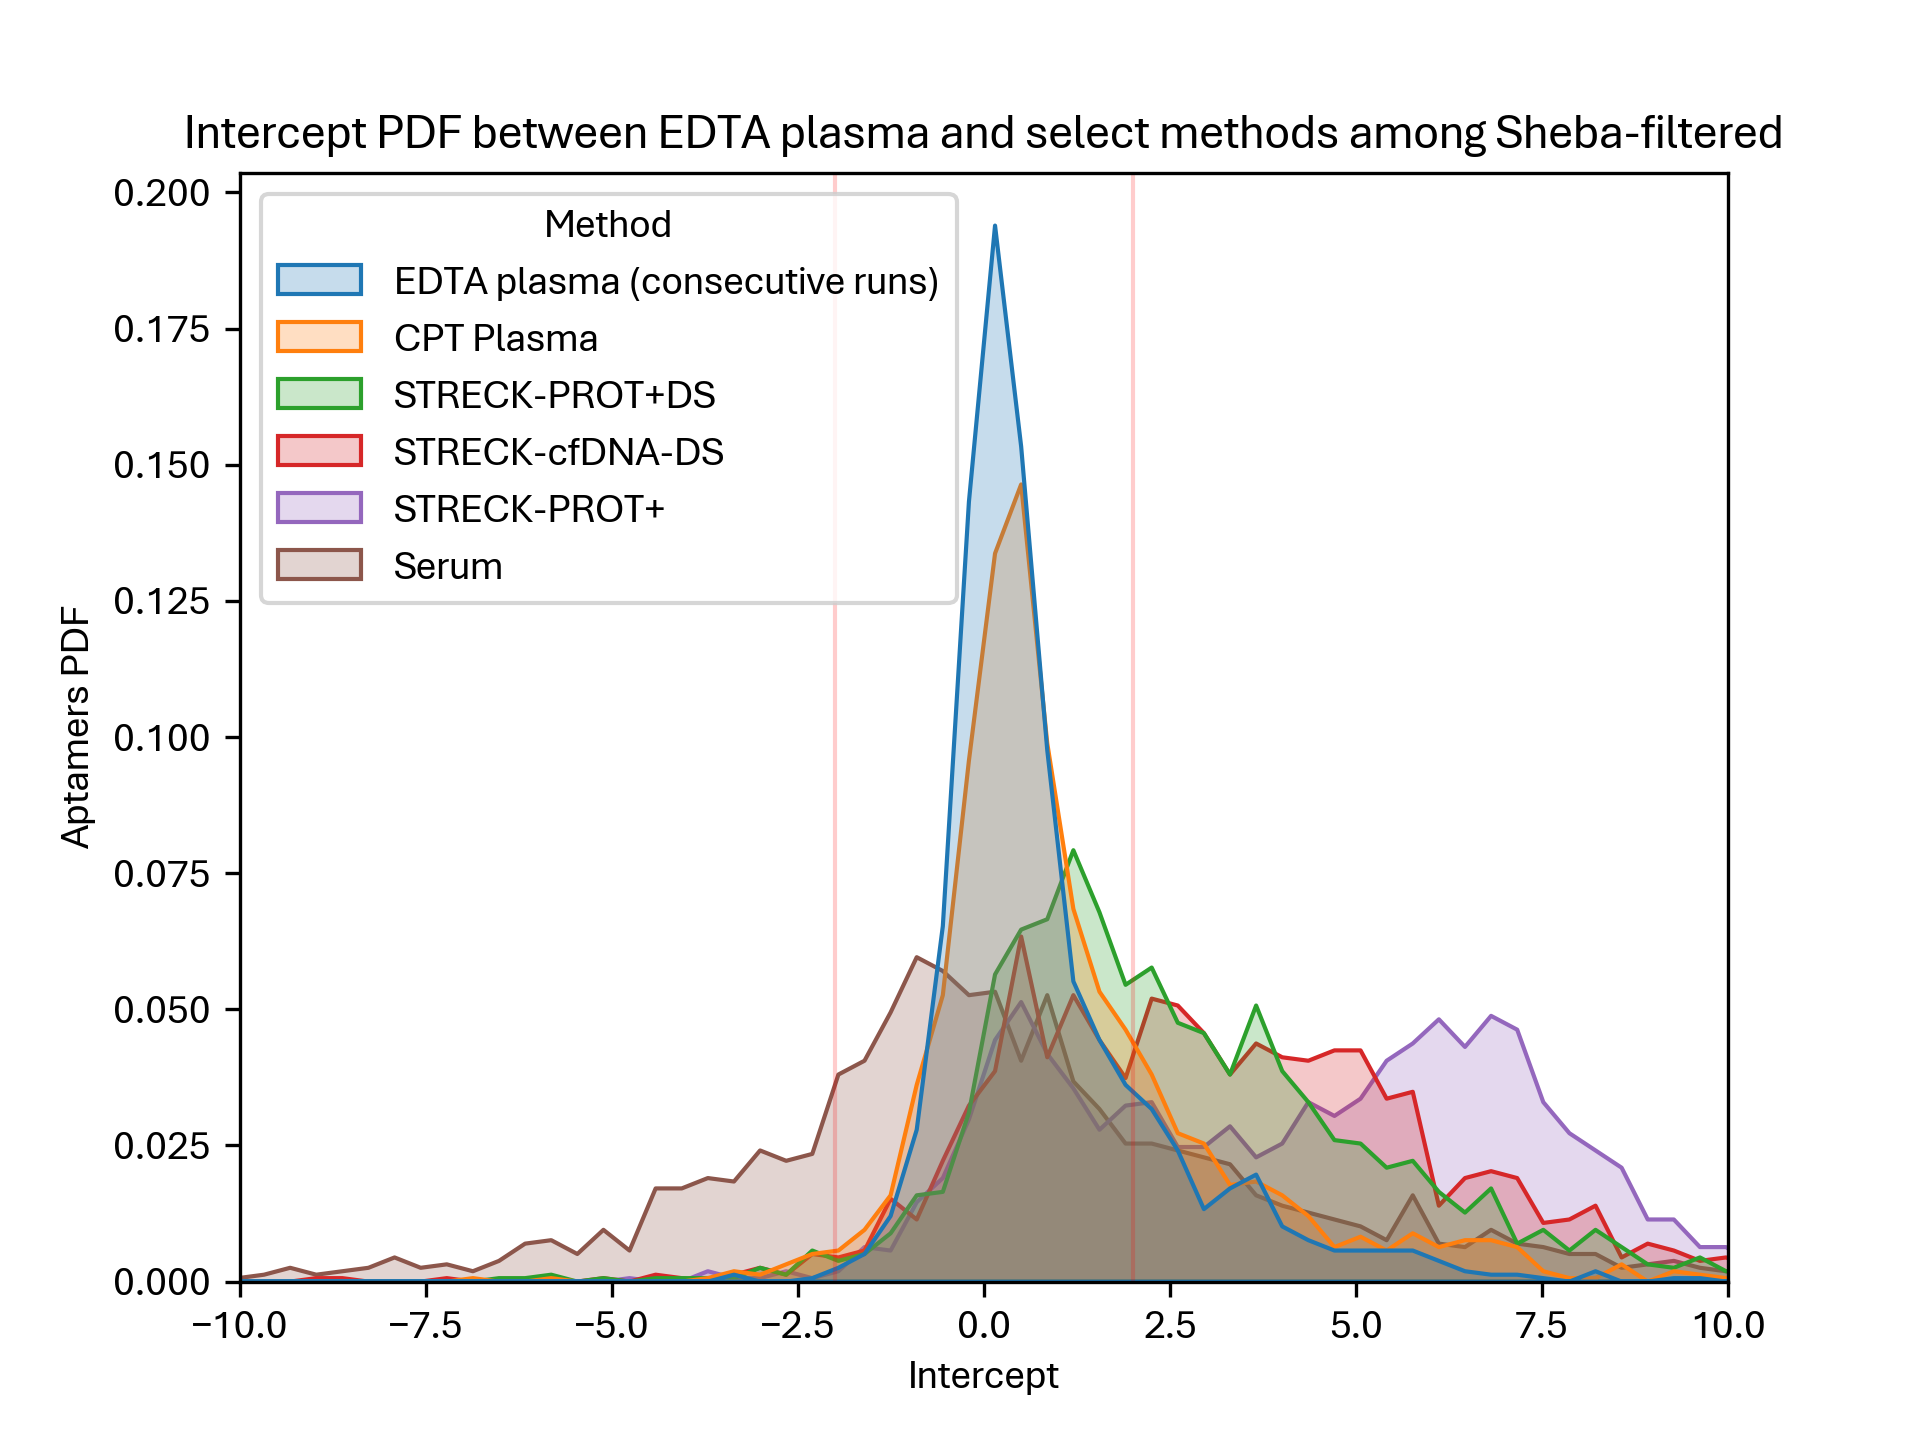 Intercept PDF between EDTA plasma and select methods among Sheba-filtered
Method
EDTA plasma (consecutive runs)
CPT Plasma
STRECK-PROT+DS
STRECK-cfDNA-DS
STRECK-PROT+
Serum
Aptamers PDF
0.200
0.175
0.150
0.125
0.100
0.075
0.050
0.025
0.000
−10.0 −7.5 −5.0 −2.5 0.0 2.5 5.0 7.5 10.0
Intercept